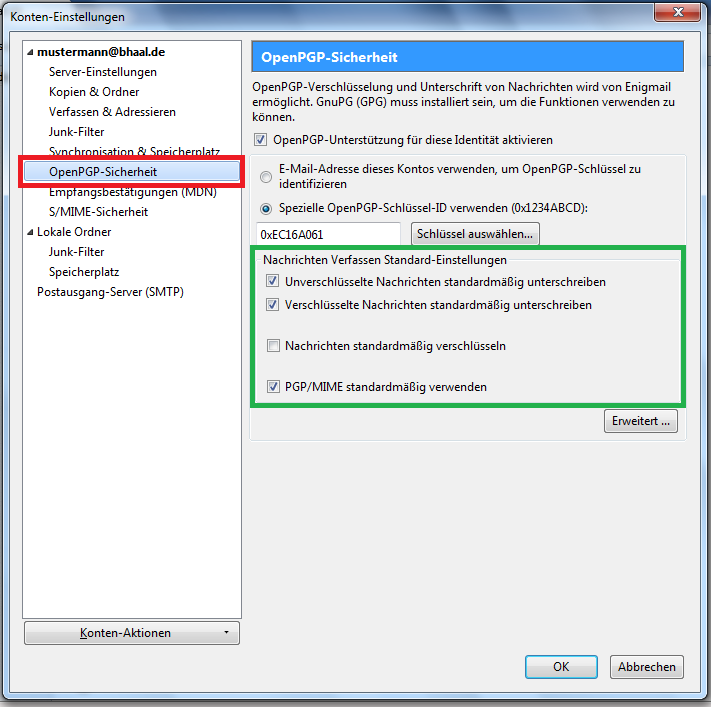 Konten-Einstellungen
mustermann@bhaal.de
Server-Einstellungen
Kopien & Ordner
Verfassen & Adressieren
Junk-Filter
Synchronisation & Speicherplatz
OpenPGP-Sicherheit
Empfangsbestätigungen (MDN)
S/MIME-Sicherheit
Lokale Ordner
Junk-Filter
Speicherplatz
Postausgang-Server (SMTP)
Konten-Aktionen
OpenPGP-Sicherheit
OpenPGP-Verschlüsselung und Unterschrift von Nachrichten wird von Enigmail
ermöglicht. GnuPG (GPG) muss installiert sein, um die Funktionen verwenden zu
können.
OpenPGP-Unterstützung für diese Identität aktivieren
E-Mail-Adresse dieses Kontos verwenden, um OpenPGP-Schlüssel zu
identifizieren
Spezielle OpenPGP-Schlüssel-ID verwenden (0x1234ABCD):
0xEC16A061
Schlüssel auswählen...
Nachrichten Verfassen Standard-Einstellungen
Unverschlüsselte Nachrichten standardmäßig unterschreiben
Verschlüsselte Nachrichten standardmäßig unterschreiben
Nachrichten standardmäßig verschlüsseln
PGP/MIME standardmäßig verwenden
Erweitert ...
OK
Abbrechen